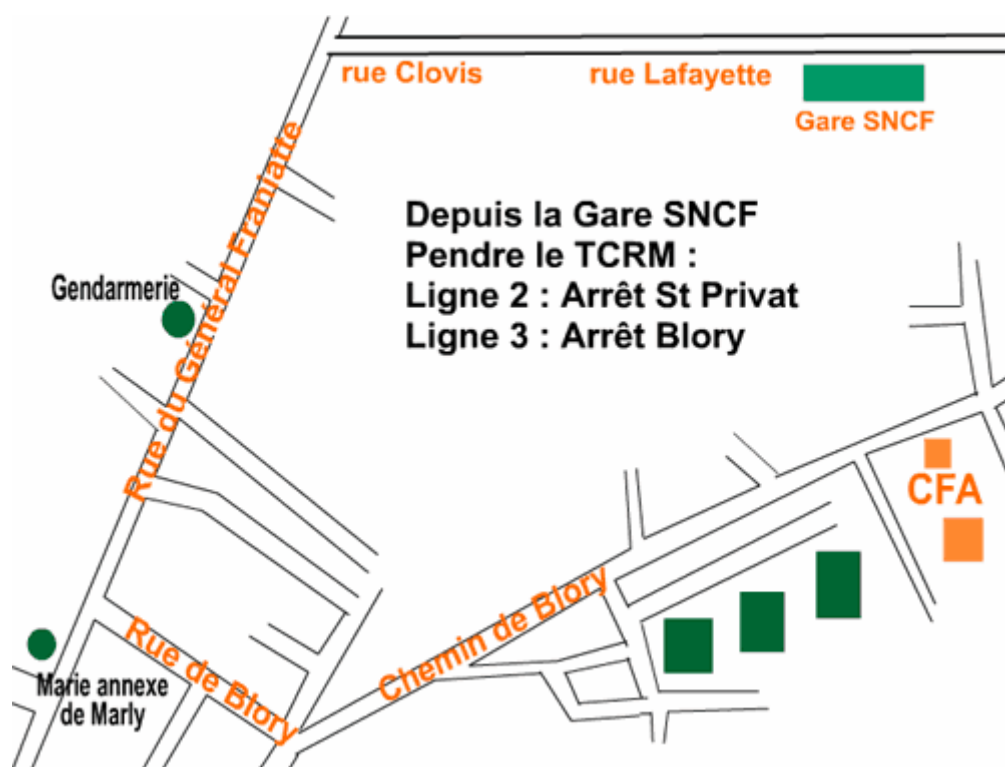 rue Clovis
rue Lafayette
Gare SNCF
Rue du Général Franiatte
Depuis la Gare SNCF
Pendre le TCRM :
Ligne 2 : Arrêt St Privat
Ligne 3 : Arrêt Blory
Gendarmerie
CFA
Chemin de Blory
Rue de Blory
Marie annexe
de Marly